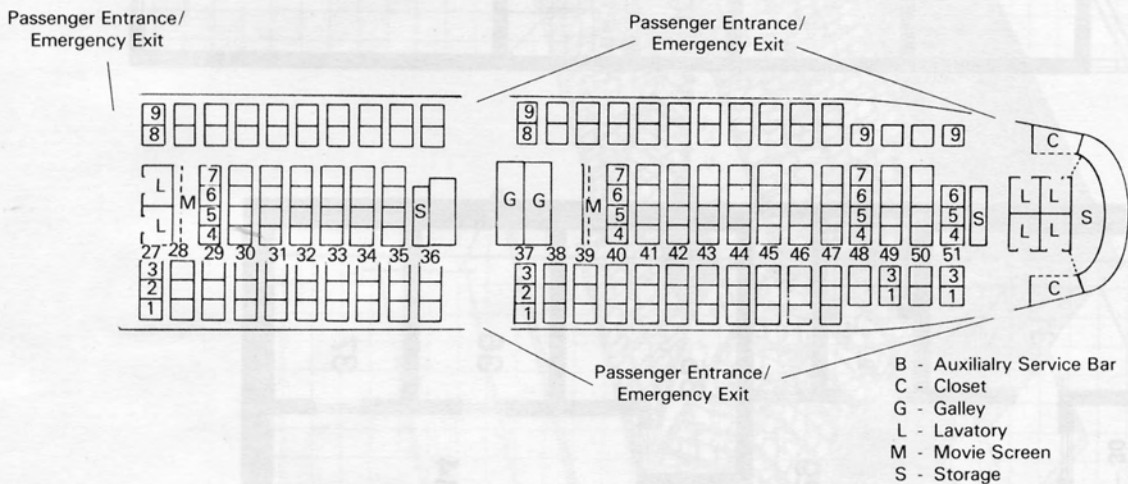 Passenger Entrance/
Emergency Exit
Passenger Entrance/
Emergency Exit
9
8
9
8
9
9
C
L
L
M
7
6
5
4
S
G G
M
7
6
5
4
7
6
5
4
6
5
4
S
L L
L L
S
27 28 29 30 31 32 33 34 35 36 37 38 39 40 41 42 43 44 45 46 47 48 49 50 51
3
2
1
3
2
1
3
1
3
1
C
Passenger Entrance/
Emergency Exit
B - Auxilialry Service Bar
C - Closet
G - Galley
L - Lavatory
M - Movie Screen
S - Storage